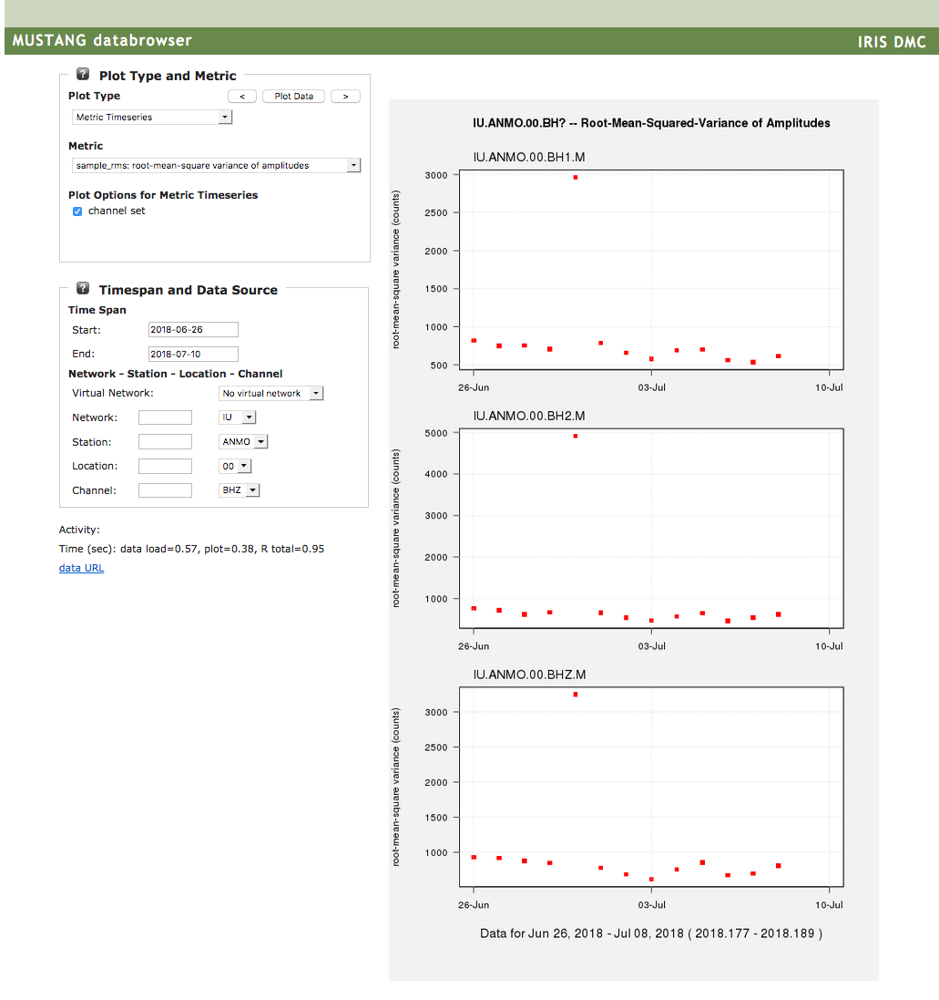 MUSTANG databrowser
IRIS DMC
? Plot Type and Metric
Plot Type
< Plot Data >
Metric Timeseries
Metric
sample_rms: root-mean-square variance of amplitudes
Plot Options for Metric Timeseries
channel set
? Timespan and Data Source
Time Span
Start: 2018-06-26
End: 2018-07-10
Network - Station - Location - Channel
Virtual Network: No virtual network
Network: IU
Station: ANMO
Location: 00
Channel: BHZ
Activity:
Time (sec): data load=0.57, plot=0.38, R total=0.95
data URL
IU.ANMO.00.BH? -- Root-Mean-Squared-Variance of Amplitudes
IU.ANMO.00.BH1.M
root-mean-square variance (counts)
3000
2500
2000
1500
1000
500
26-Jun 03-Jul 10-Jul
IU.ANMO.00.BH2.M
root-mean-square variance (counts)
5000
4000
3000
2000
1000
26-Jun 03-Jul 10-Jul
IU.ANMO.00.BHZ.M
root-mean-square variance (counts)
3000
2500
2000
1500
1000
26-Jun 03-Jul 10-Jul
Data for Jun 26, 2018 - Jul 08, 2018 ( 2018.177 - 2018.189 )